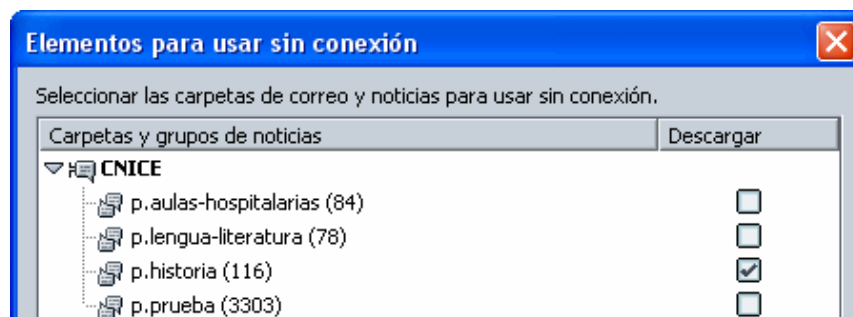 Elementos para usar sin conexión
Seleccionar las carpetas de correo y noticias para usar sin conexión.
Carpetas y grupos de noticias Descargar
CNICE
p.aulas-hospitalarias (84)
p.lengua-literatura (78)
p.historia (116)
p.prueba (3303)